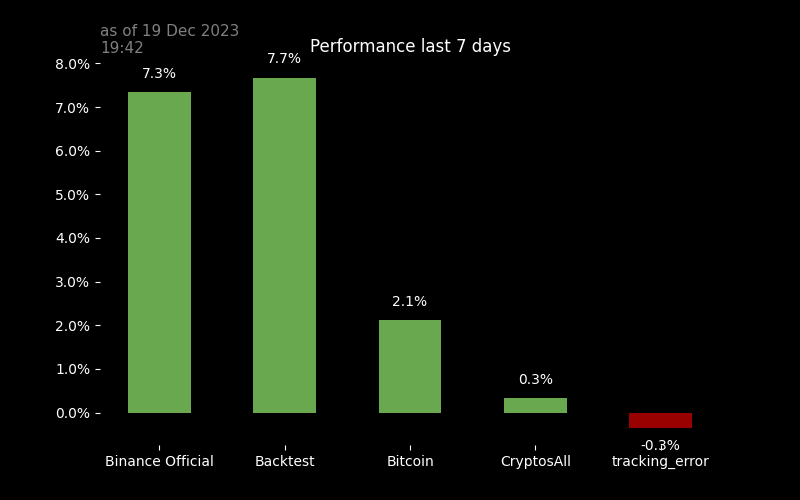 as of 19 Dec 2023
19:42
Performance last 7 days
8.0%
7.0%
6.0%
5.0%
4.0%
3.0%
2.0%
1.0%
0.0%
7.3%
7.7%
2.1%
0.3%
-0.3%
Binance Official
Backtest
Bitcoin
CryptosAll
tracking_error